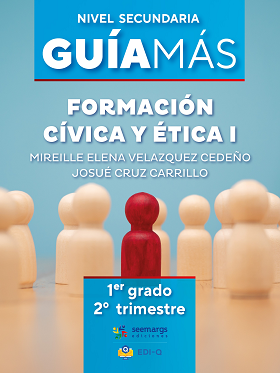 NIVEL SECUNDARIA
GUÍAMÁS
FORMACIÓN
CÍVICA Y ÉTICA I
MIREILLE ELENA VELAZQUEZ CEDEÑO
JOSUÉ CRUZ CARRILLO
1er grado
2° trimestre
seemargs
ediciones
EDI-Q